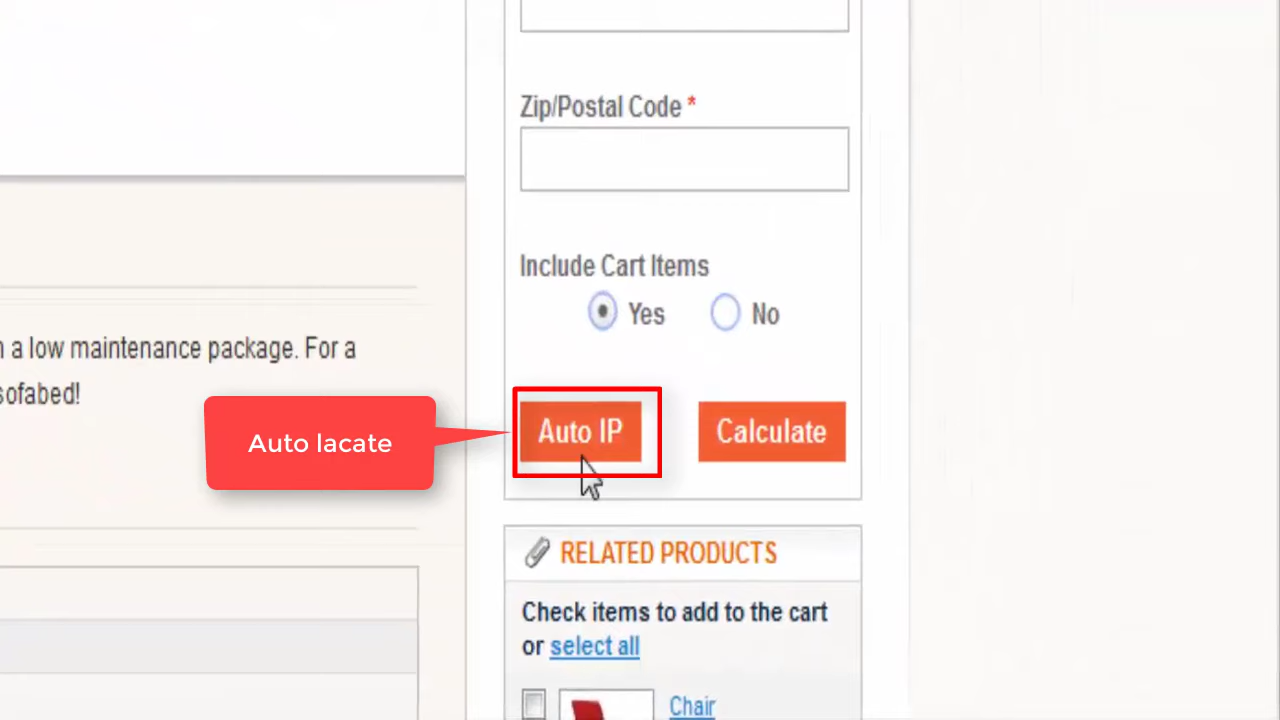 Zip/Postal Code *
Include Cart Items
Yes No
a low maintenance package. For a
sofabed!
Auto lacate
Auto IP Calculate
RELATED PRODUCTS
Check items to add to the cart
or select all
Chair